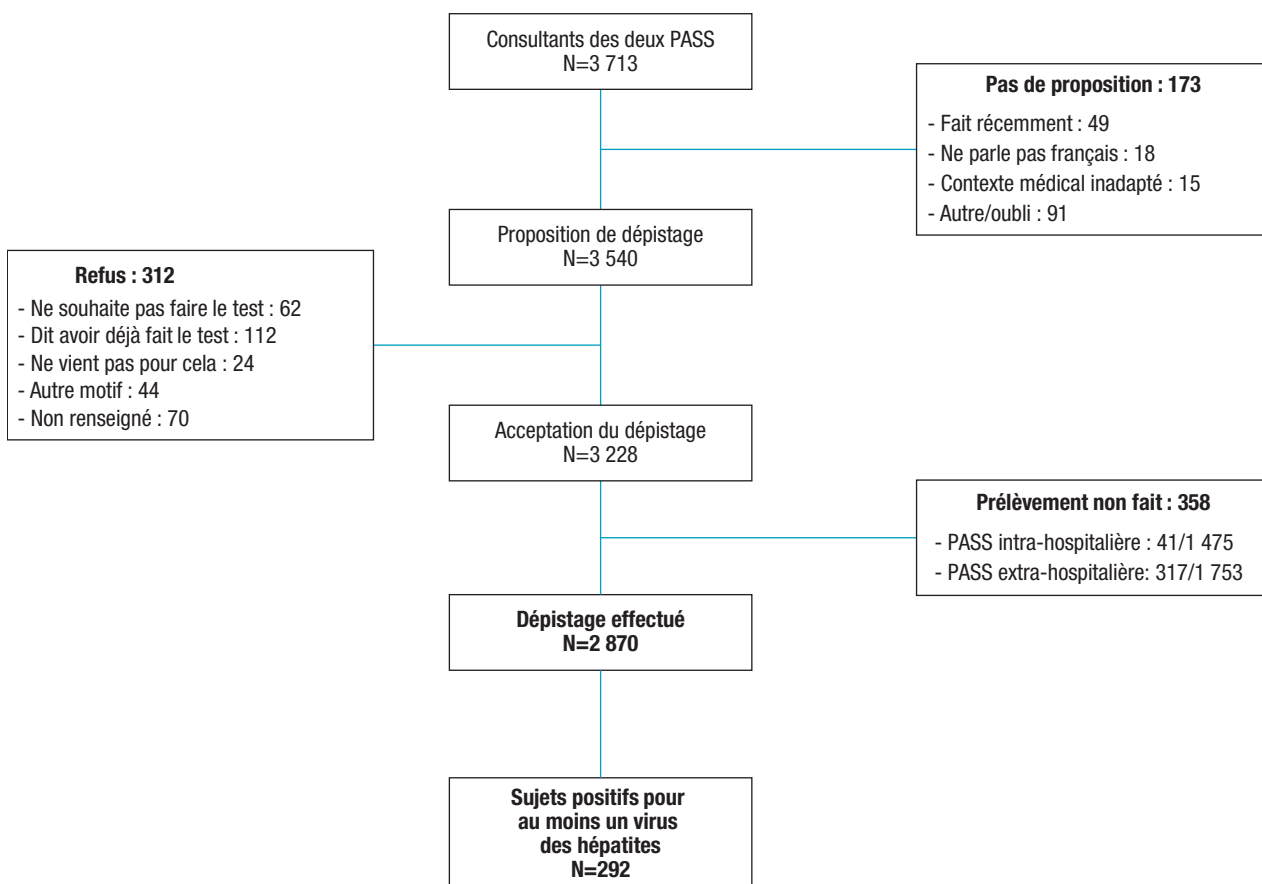 Consultants des deux PASS
N=3 713
Pas de proposition : 173
- Fait récemment : 49
- Ne parle pas français : 18
- Contexte médical inadapté : 15
- Autre/oubli : 91
Proposition de dépistage
N=3 540
Refus : 312
- Ne souhaite pas faire le test : 62
- Dit avoir déjà fait le test : 112
- Ne vient pas pour cela : 24
- Autre motif : 44
- Non renseigné : 70
Acceptation du dépistage
N=3 228
Prélèvement non fait : 358
- PASS intra-hospitalière : 41/1 475
- PASS extra-hospitalière: 317/1 753
Dépistage effectué
N=2 870
Sujets positifs pour
au moins un virus
des hépatites
N=292